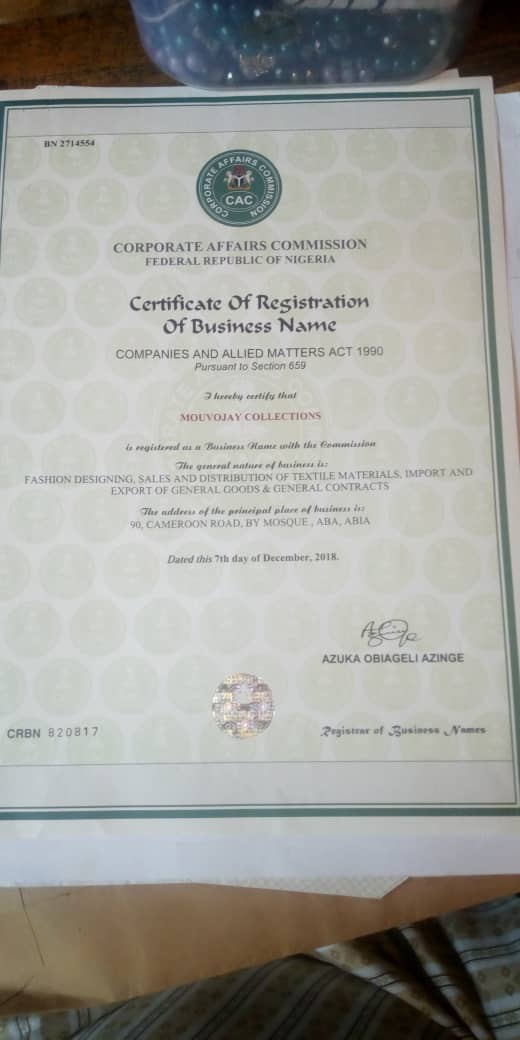 BN 2714554
CORPORATE AFFAIRS COMMISSION
CAC
CORPORATE AFFAIRS COMMISSION
FEDERAL REPUBLIC OF NIGERIA
Certificate Of Registration
Of Business Name
COMPANIES AND ALLIED MATTERS ACT 1990
Pursuant to Section 659
I hereby certify that
MOUVOJAY COLLECTIONS
is registered as a Business Name with the Commission
The general nature of business is:
FASHION DESIGNING, SALES AND DISTRIBUTION OF TEXTILE MATERIALS, IMPORT AND
EXPORT OF GENERAL GOODS & GENERAL CONTRACTS
The address of the principal place of business is:
90, CAMEROON ROAD, BY MOSQUE., ABA, ABIA
Dated this 7th day of December, 2018.
AZUKA OBIAGELI AZINGE
CRBN 820817
Registrar of Business Names